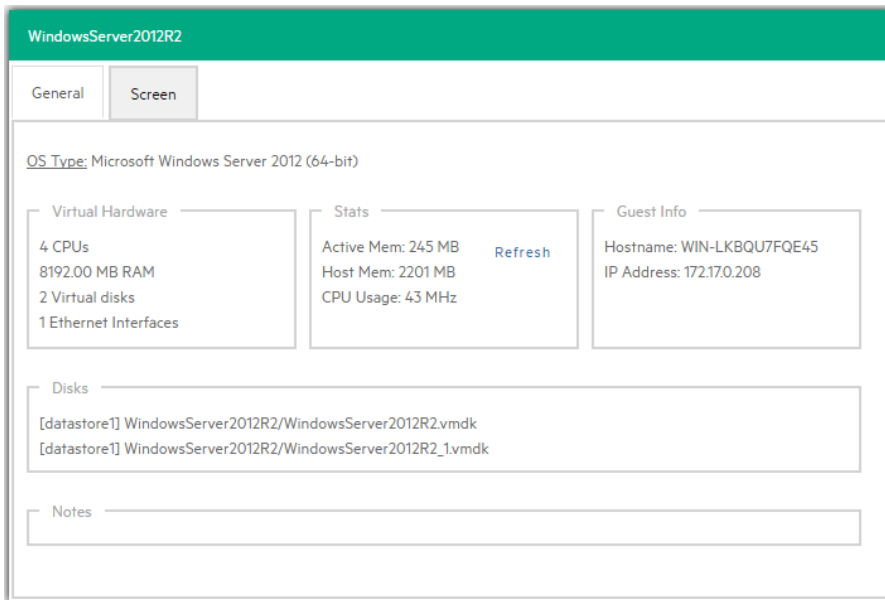 WindowsServer2012R2
General
Screen
OS Type: Microsoft Windows Server 2012 (64-bit)
Virtual Hardware
4 CPUs
8192.00 MB RAM
2 Virtual disks
1 Ethernet Interfaces
Stats
Active Mem: 245 MB
Refresh
Host Mem: 2201 MB
CPU Usage: 43 MHz
Guest Info
Hostname: WIN-LKBQU7FQE45
IP Address: 172.17.0.208
Disks
[datastore1] WindowsServer2012R2/WindowsServer2012R2.vmdk
[datastore1] WindowsServer2012R2/WindowsServer2012R2_1.vmdk
Notes